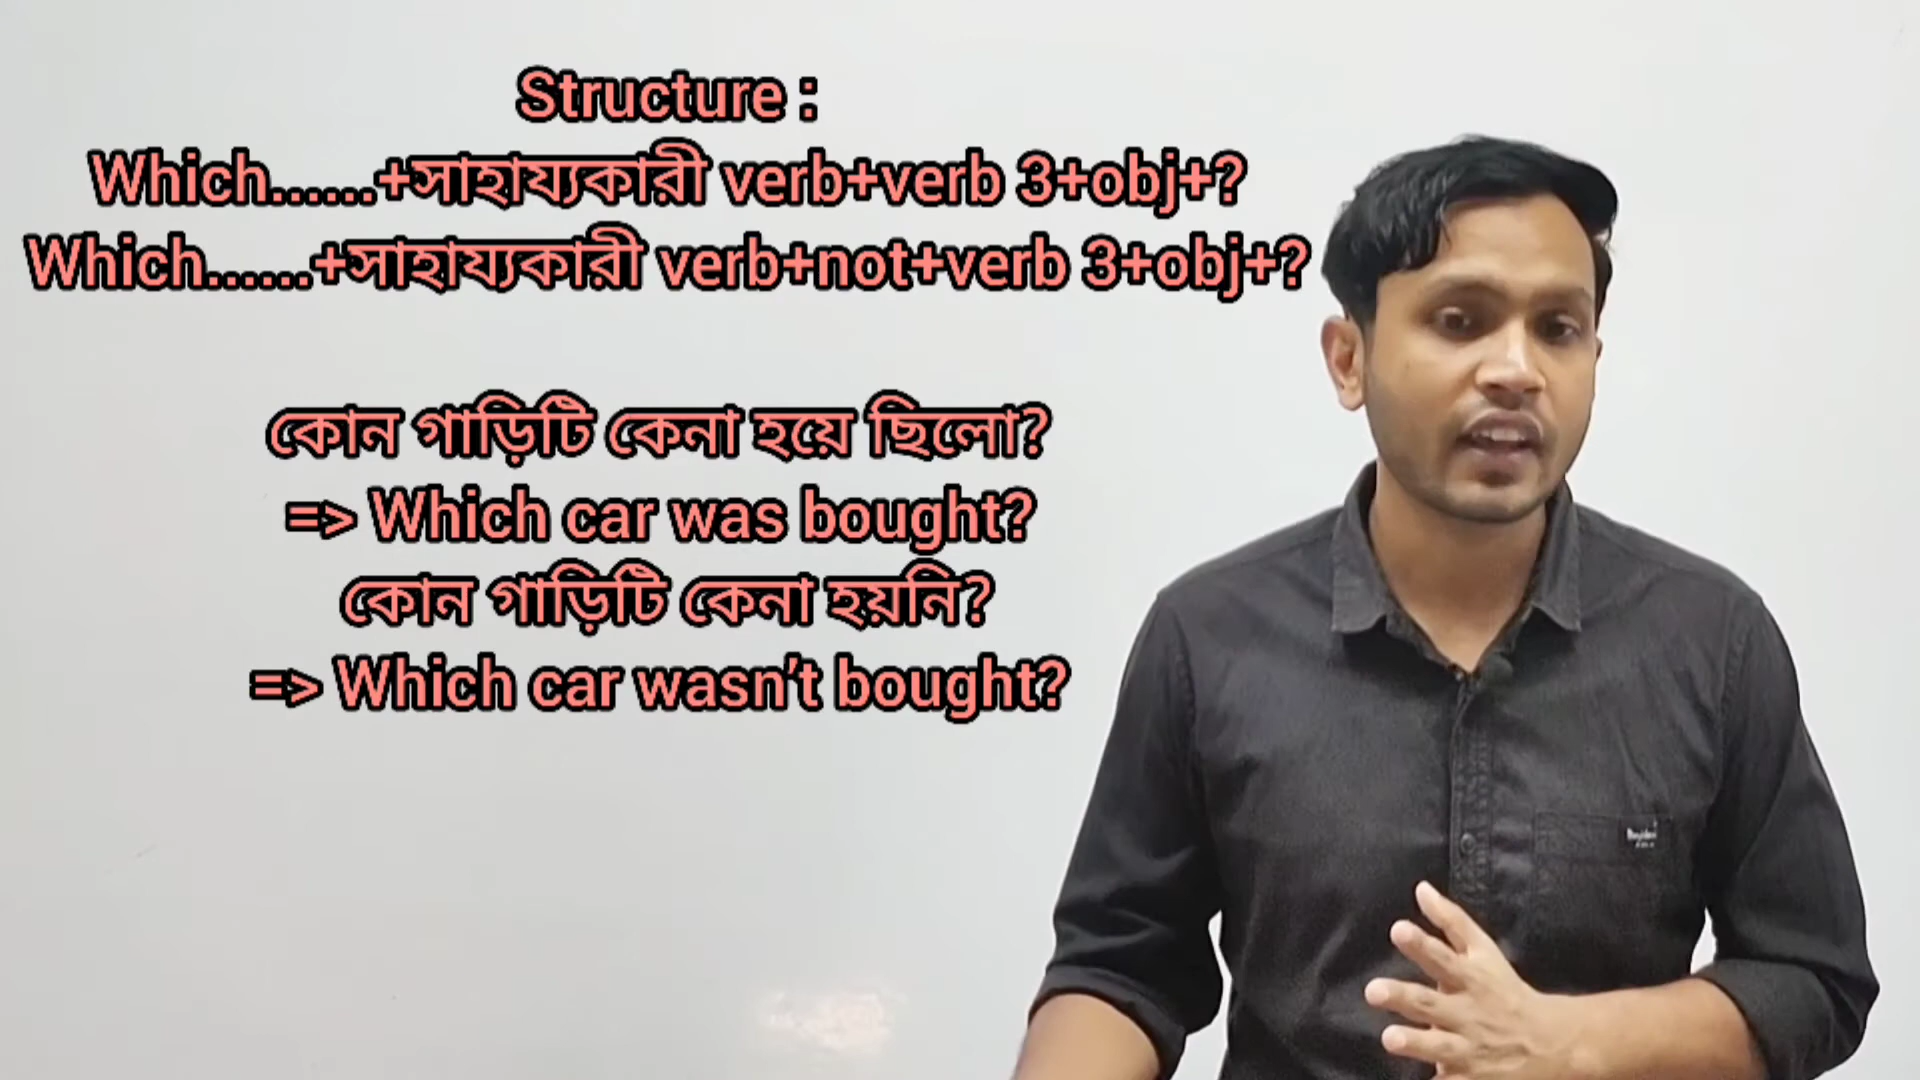 Structure :
Which......+সাহায্যকারী verb+verb 3+obj+?
Which......+সাহায্যকারী verb+not+verb 3+obj+?
কোন গাড়িটি কেনা হয়ে ছিলো?
=> Which car was bought?
কোন গাড়িটি কেনা হয়নি?
=> Which car wasn’t bought?